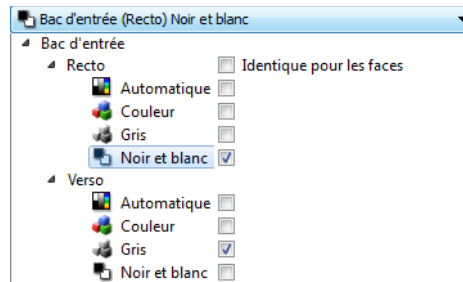 Bac d'entrée (Recto) Noir et blanc
Bac d'entrée
Recto Identique pour les faces
Automatique
Couleur
Gris
Noir et blanc
Verso
Automatique
Couleur
Gris
Noir et blanc